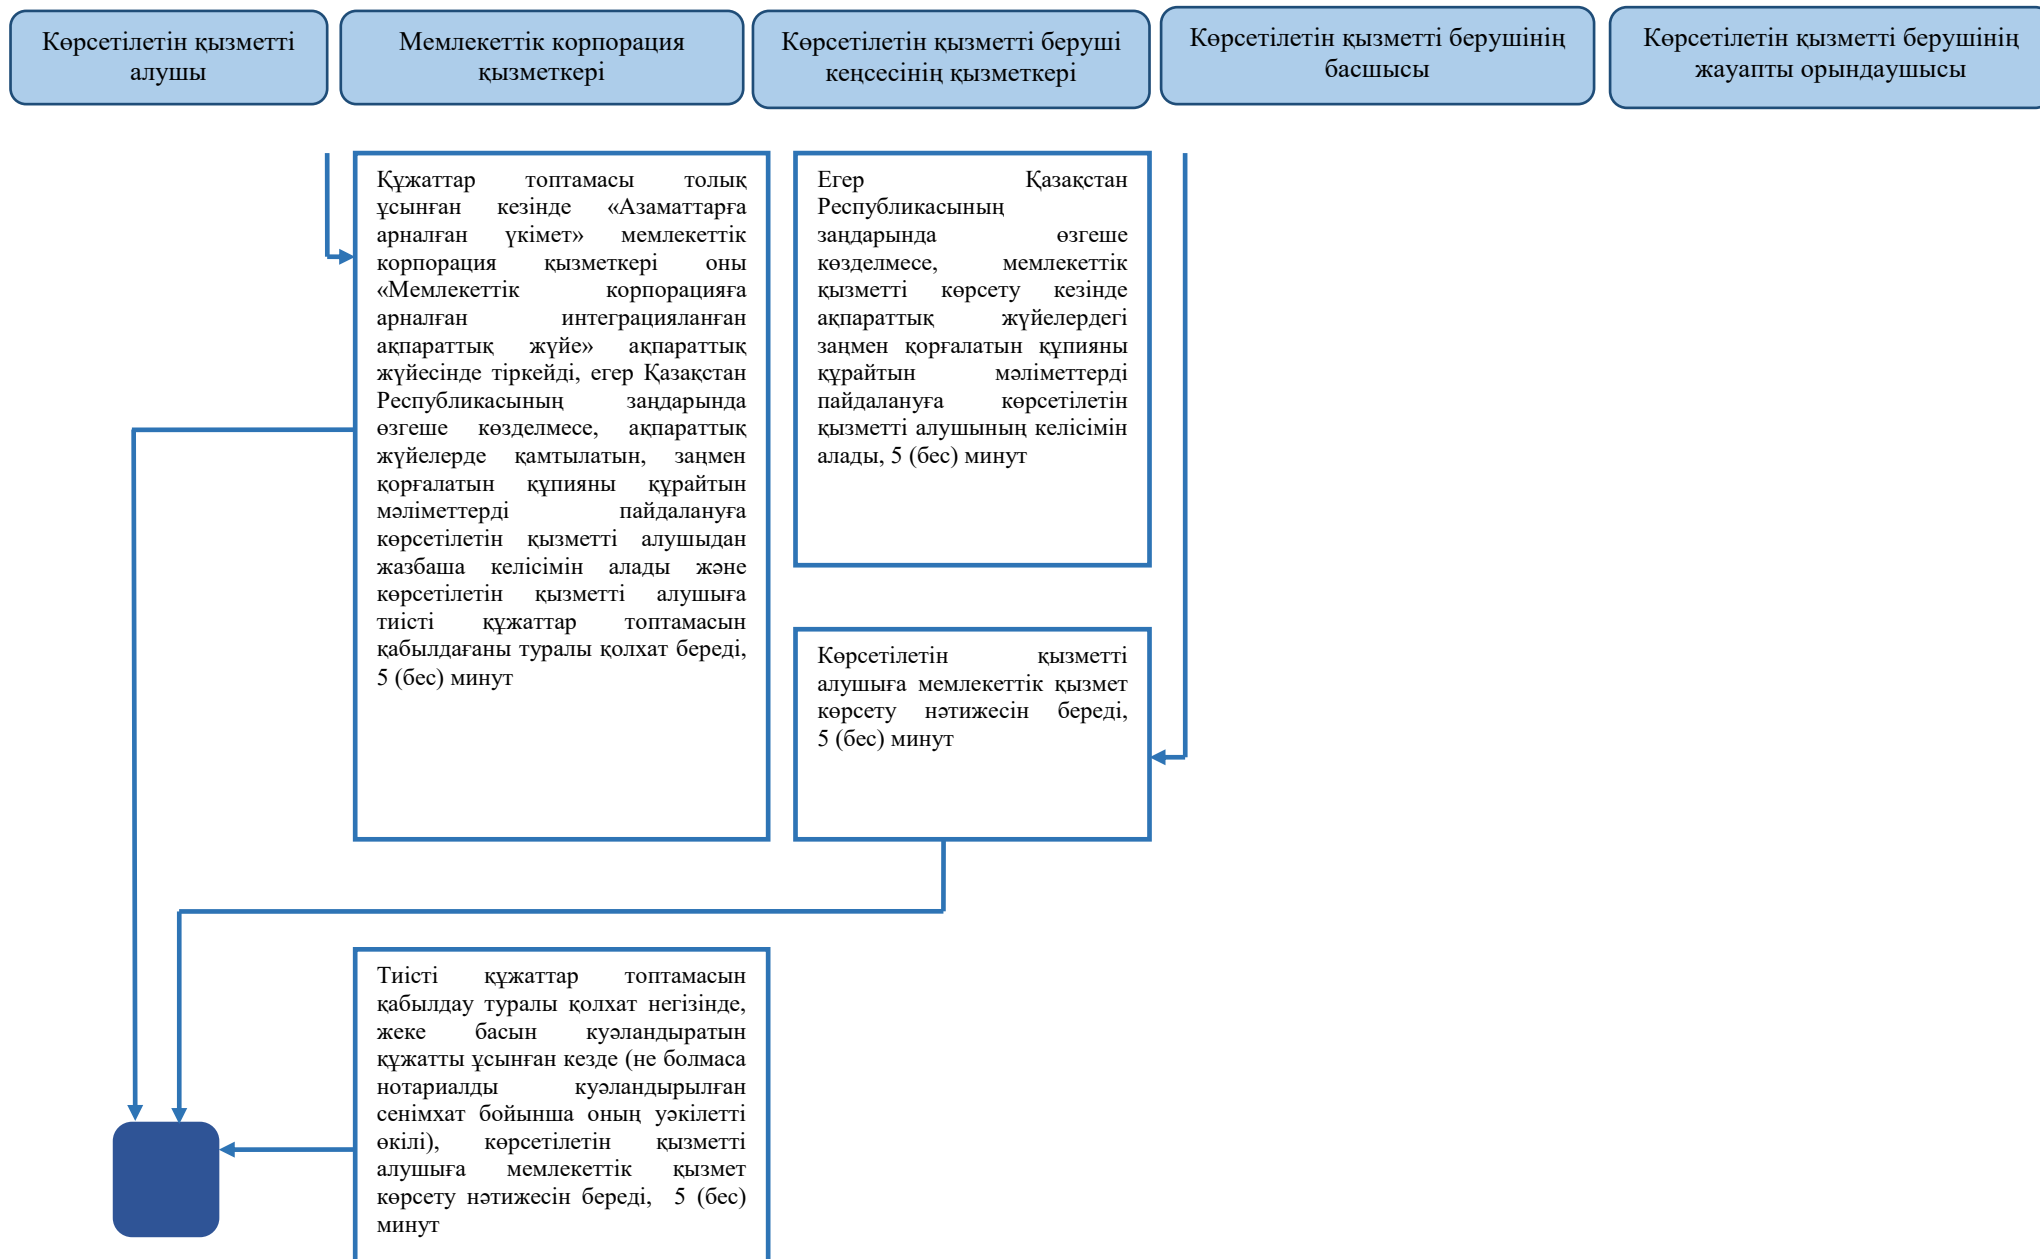 Көрсетілетін қызметті
алушы
Мемлекеттік корпорация
қызметкері
Көрсетілетін қызметті беруші
кеңсесінің қызметкері
Көрсетілетін қызметті берушінің
басшысы
Көрсетілетін қызметті берушінің
жауапты орындаушысы
Құжаттар топтамасы толық
ұсынған кезінде «Азаматтарға
арналған үкімет» мемлекеттік
корпорация қызметкері оны
«Мемлекеттік корпорацияға
арналған интеграцияланған
ақпараттық жүйе» ақпараттық
жүйесінде тіркейді, егер Қазақстан
Республикасының заңдарында
өзгеше көзделмесе, ақпараттық
жүйелерде қамтылатын, заңмен
қорғалатын құпияны құрайтын
мәліметтерді пайдалануға
көрсетілетін қызметті алушыдан
жазбаша келісімін алады және
көрсетілетін қызметті алушыға
тиісті құжаттар топтамасын
қабылдағаны туралы қолхат береді,
5 (бес) минут
Егер Қазақстан
Республикасының
заңдарында өзгеше
көзделмесе, мемлекеттік
қызметті көрсету кезінде
ақпараттық жүйелердегі
заңмен қорғалатын құпияны
құрайтын мәліметтерді
пайдалануға көрсетілетін
қызметті алушының келісімін
алады, 5 (бес) минут
Көрсетілетін қызметті
алушыға мемлекеттік қызмет
көрсету нәтижесін береді,
5 (бес) минут
Тиісті құжаттар топтамасын
қабылдау туралы қолхат негізінде,
жеке басын куәландыратын
құжатты ұсынған кезде (не болмаса
нотариалды куәландырылған
сенімхат бойынша оның уәкілетті
өкілі), көрсетілетін қызметті
алушыға мемлекеттік қызмет
көрсету нәтижесін береді, 5 (бес)
минут